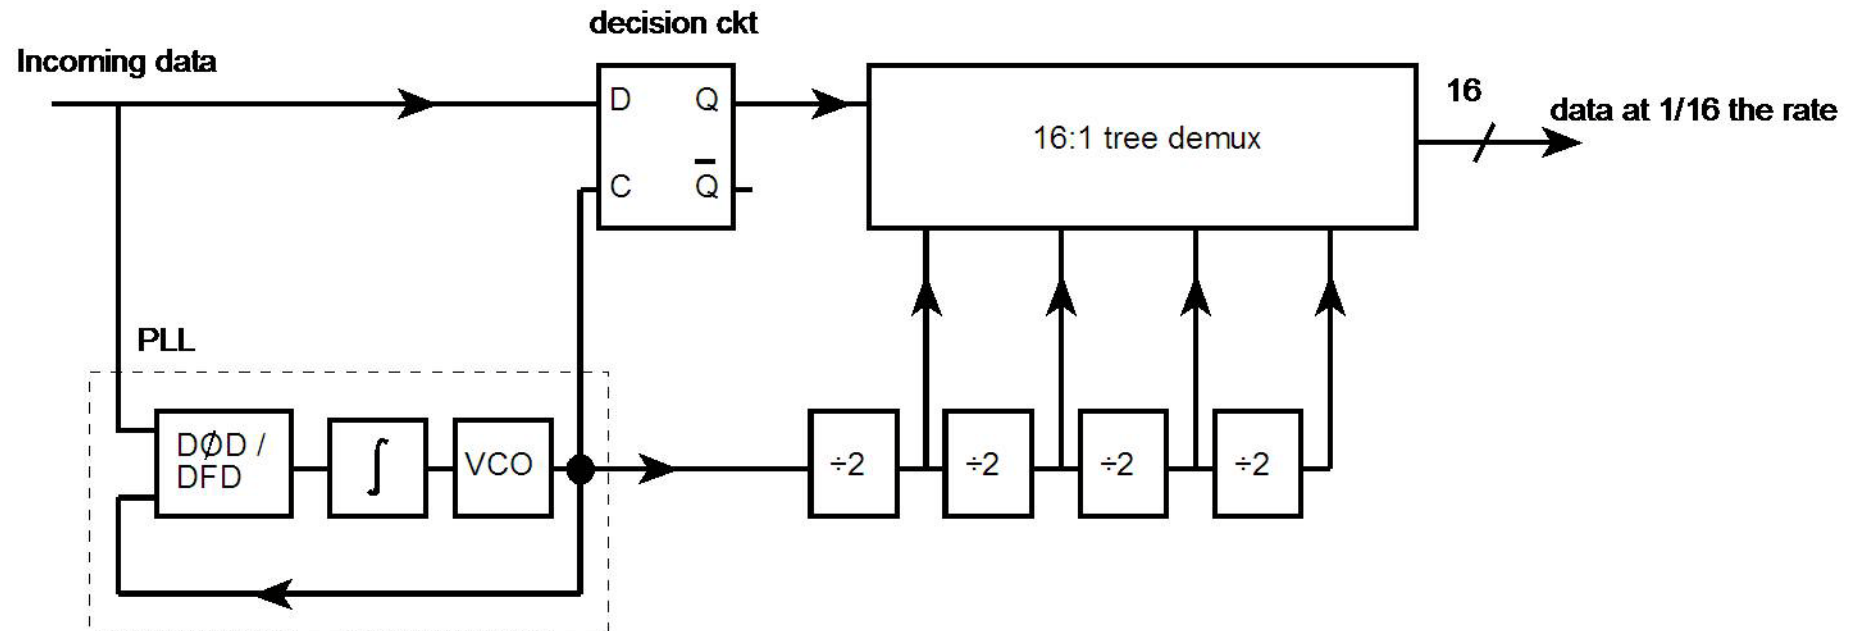 decision ckt
Incoming data
D Q
C Q̅
16:1 tree demux
16
data at 1/16 the rate
PLL
DØD /
DFD
∫
VCO
÷2
÷2
÷2
÷2